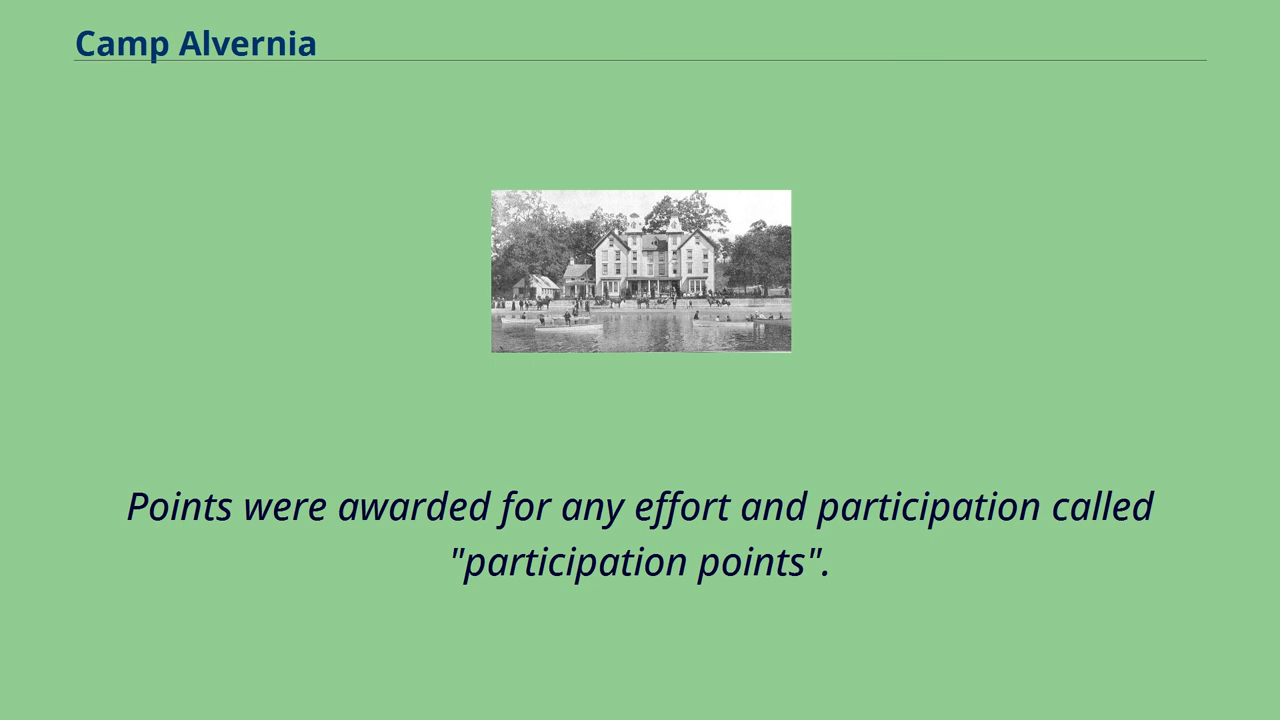 Camp Alvernia
Points were awarded for any effort and participation called
"participation points".